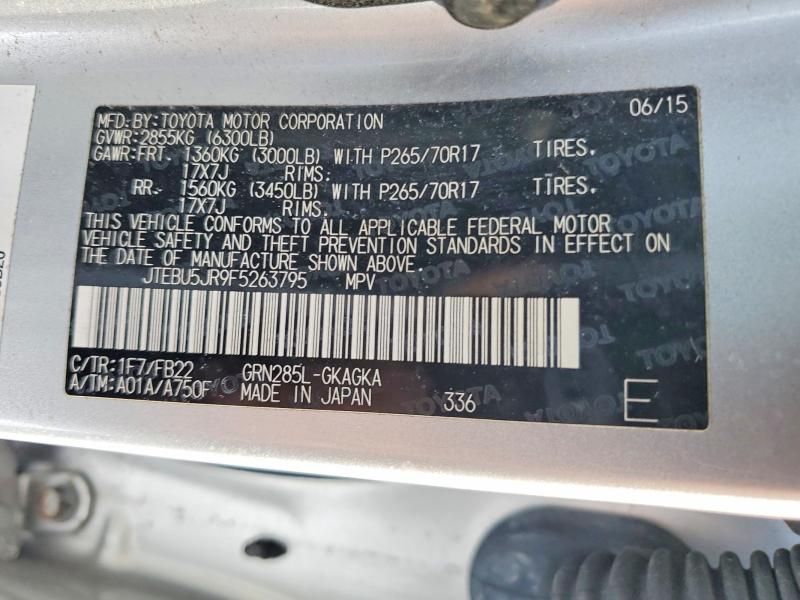 MFD. BY: TOYOTA MOTOR CORPORATION 06/15
GVWR: 2855KG (6300LB)
GAWR: FRT. 1360KG (3000LB) WITH P265/70R17 TIRES.
17X7J RIMS.
RR. 1560KG (3450LB) WITH P265/70R17 TIRES.
17X7J RIMS.
THIS VEHICLE CONFORMS TO ALL APPLICABLE FEDERAL MOTOR
VEHICLE SAFETY AND THEFT PREVENTION STANDARDS IN EFFECT ON
THE DATE OF MANUFACTURE SHOWN ABOVE.
JTEBU5JR9F5263795 MPV
C/TR: 1F7/FB22 GRN285L-GKAGKA
A/TM: A01A/A750F MADE IN JAPAN 336 E